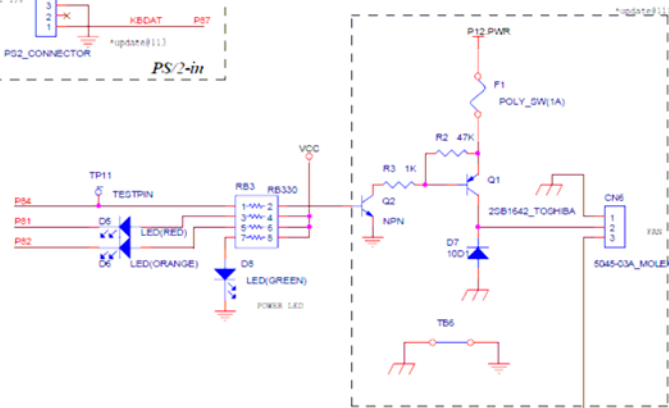 3
2
1
KBDAT P87
*update@113
PS2_CONNECTOR
PS/2-in
*update@113
P12.PWR
F1
POLY_SW(1A)
R2 47K
VCC
TP11
TESTPIN
R3 1K
RB3 RB330
Q1
P84
1 2
Q2
CN6
D5
3 4
2SB1642_TOSHIBA
1
P81
LED(RED)
5 6
NPN
2
FAN
P82
7 8
D7
3
D6
LED(ORANGE)
D8
10D1
5045-03A_MOLEX
LED(GREEN)
POWER LED
TB6